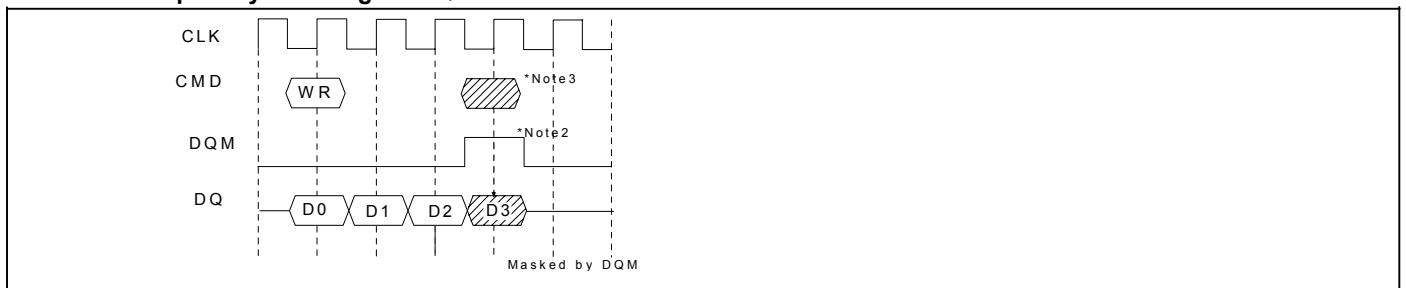 CLK
CMD
WR
*Note3
*Note2
DQM
DQ
D0 D1 D2 D3
Masked by DQM